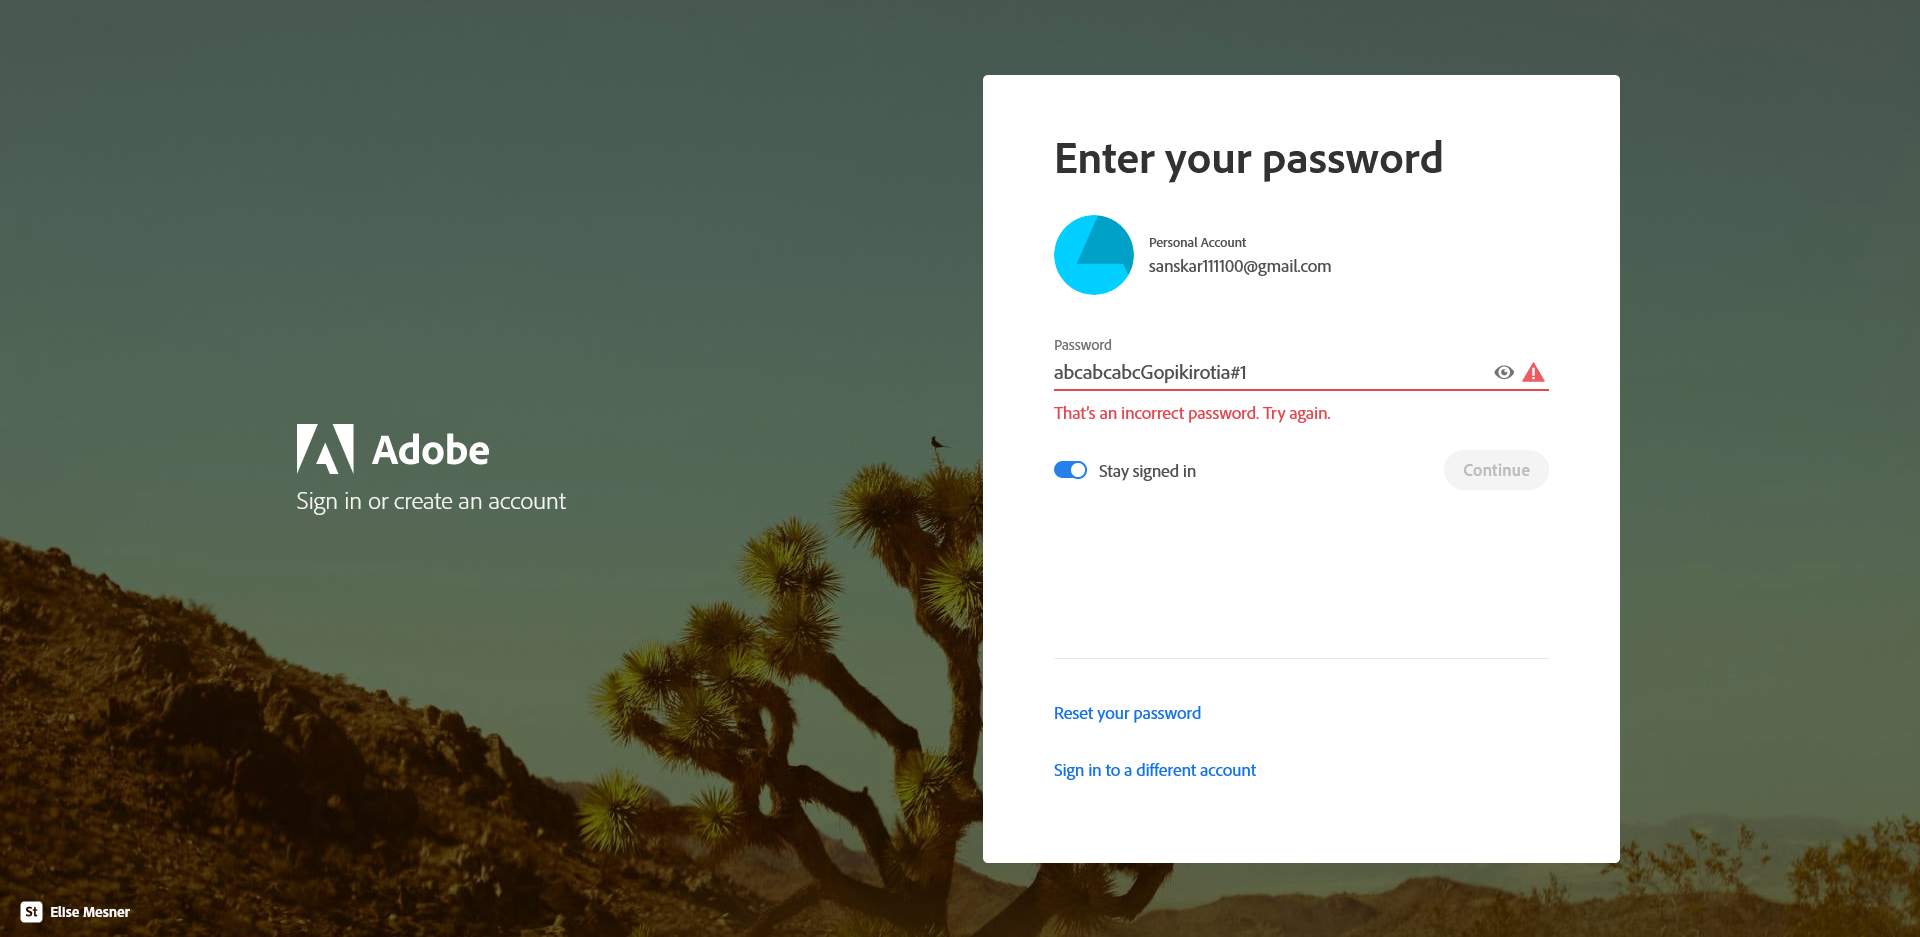 Adobe
Sign in or create an account
Enter your password
Personal Account
sanskar111100@gmail.com
Password
abcabcabcGopikirotia#1
That's an incorrect password. Try again.
Stay signed in
Continue
Reset your password
Sign in to a different account
St Elise Mesner